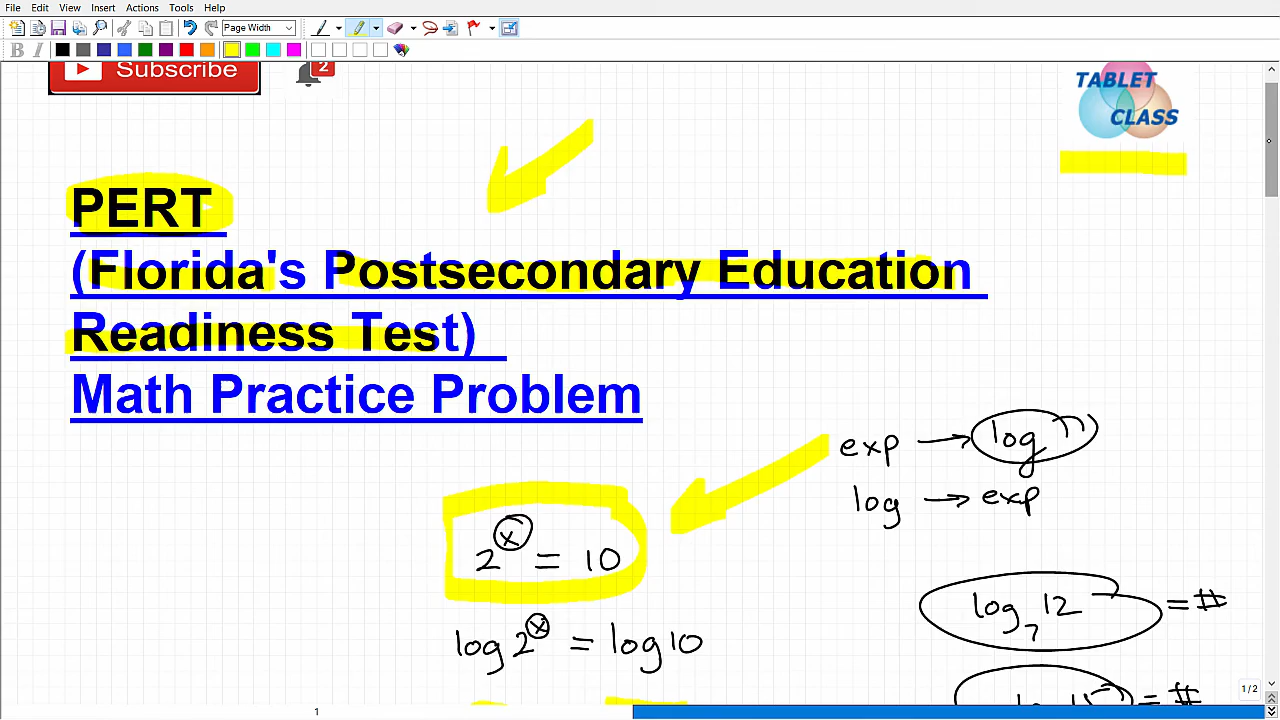 File Edit View Insert Actions Tools Help
Page Width
B I
Subscribe
2
TABLET
CLASS
PERT
(Florida's Postsecondary Education
Readiness Test)
Math Practice Problem
exp → log
log → exp
2^x = 10
log_7 12 = #
log 2^x = log 10
= #
1/2
1